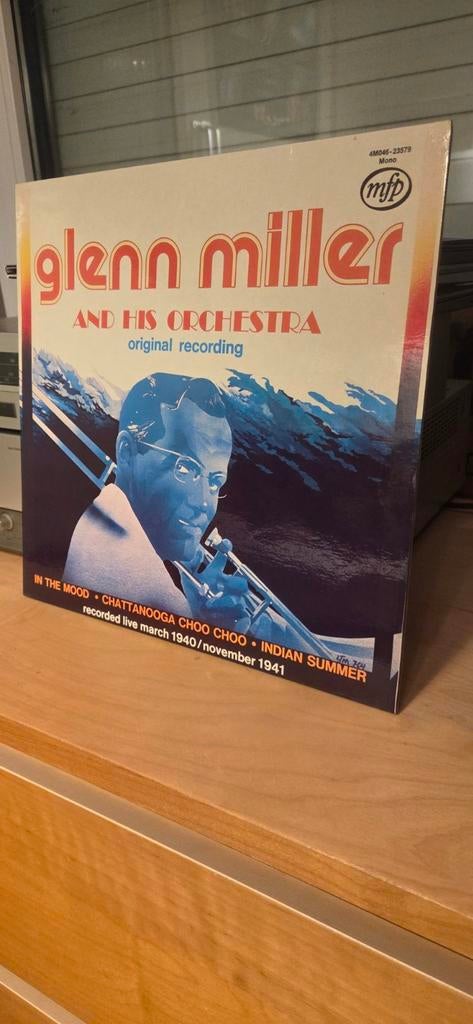 4M046-23579
Mono
mfp
glenn miller
AND HIS ORCHESTRA
original recording
IN THE MOOD • CHATTANOOGA CHOO CHOO • INDIAN SUMMER
recorded live march 1940/november 1941